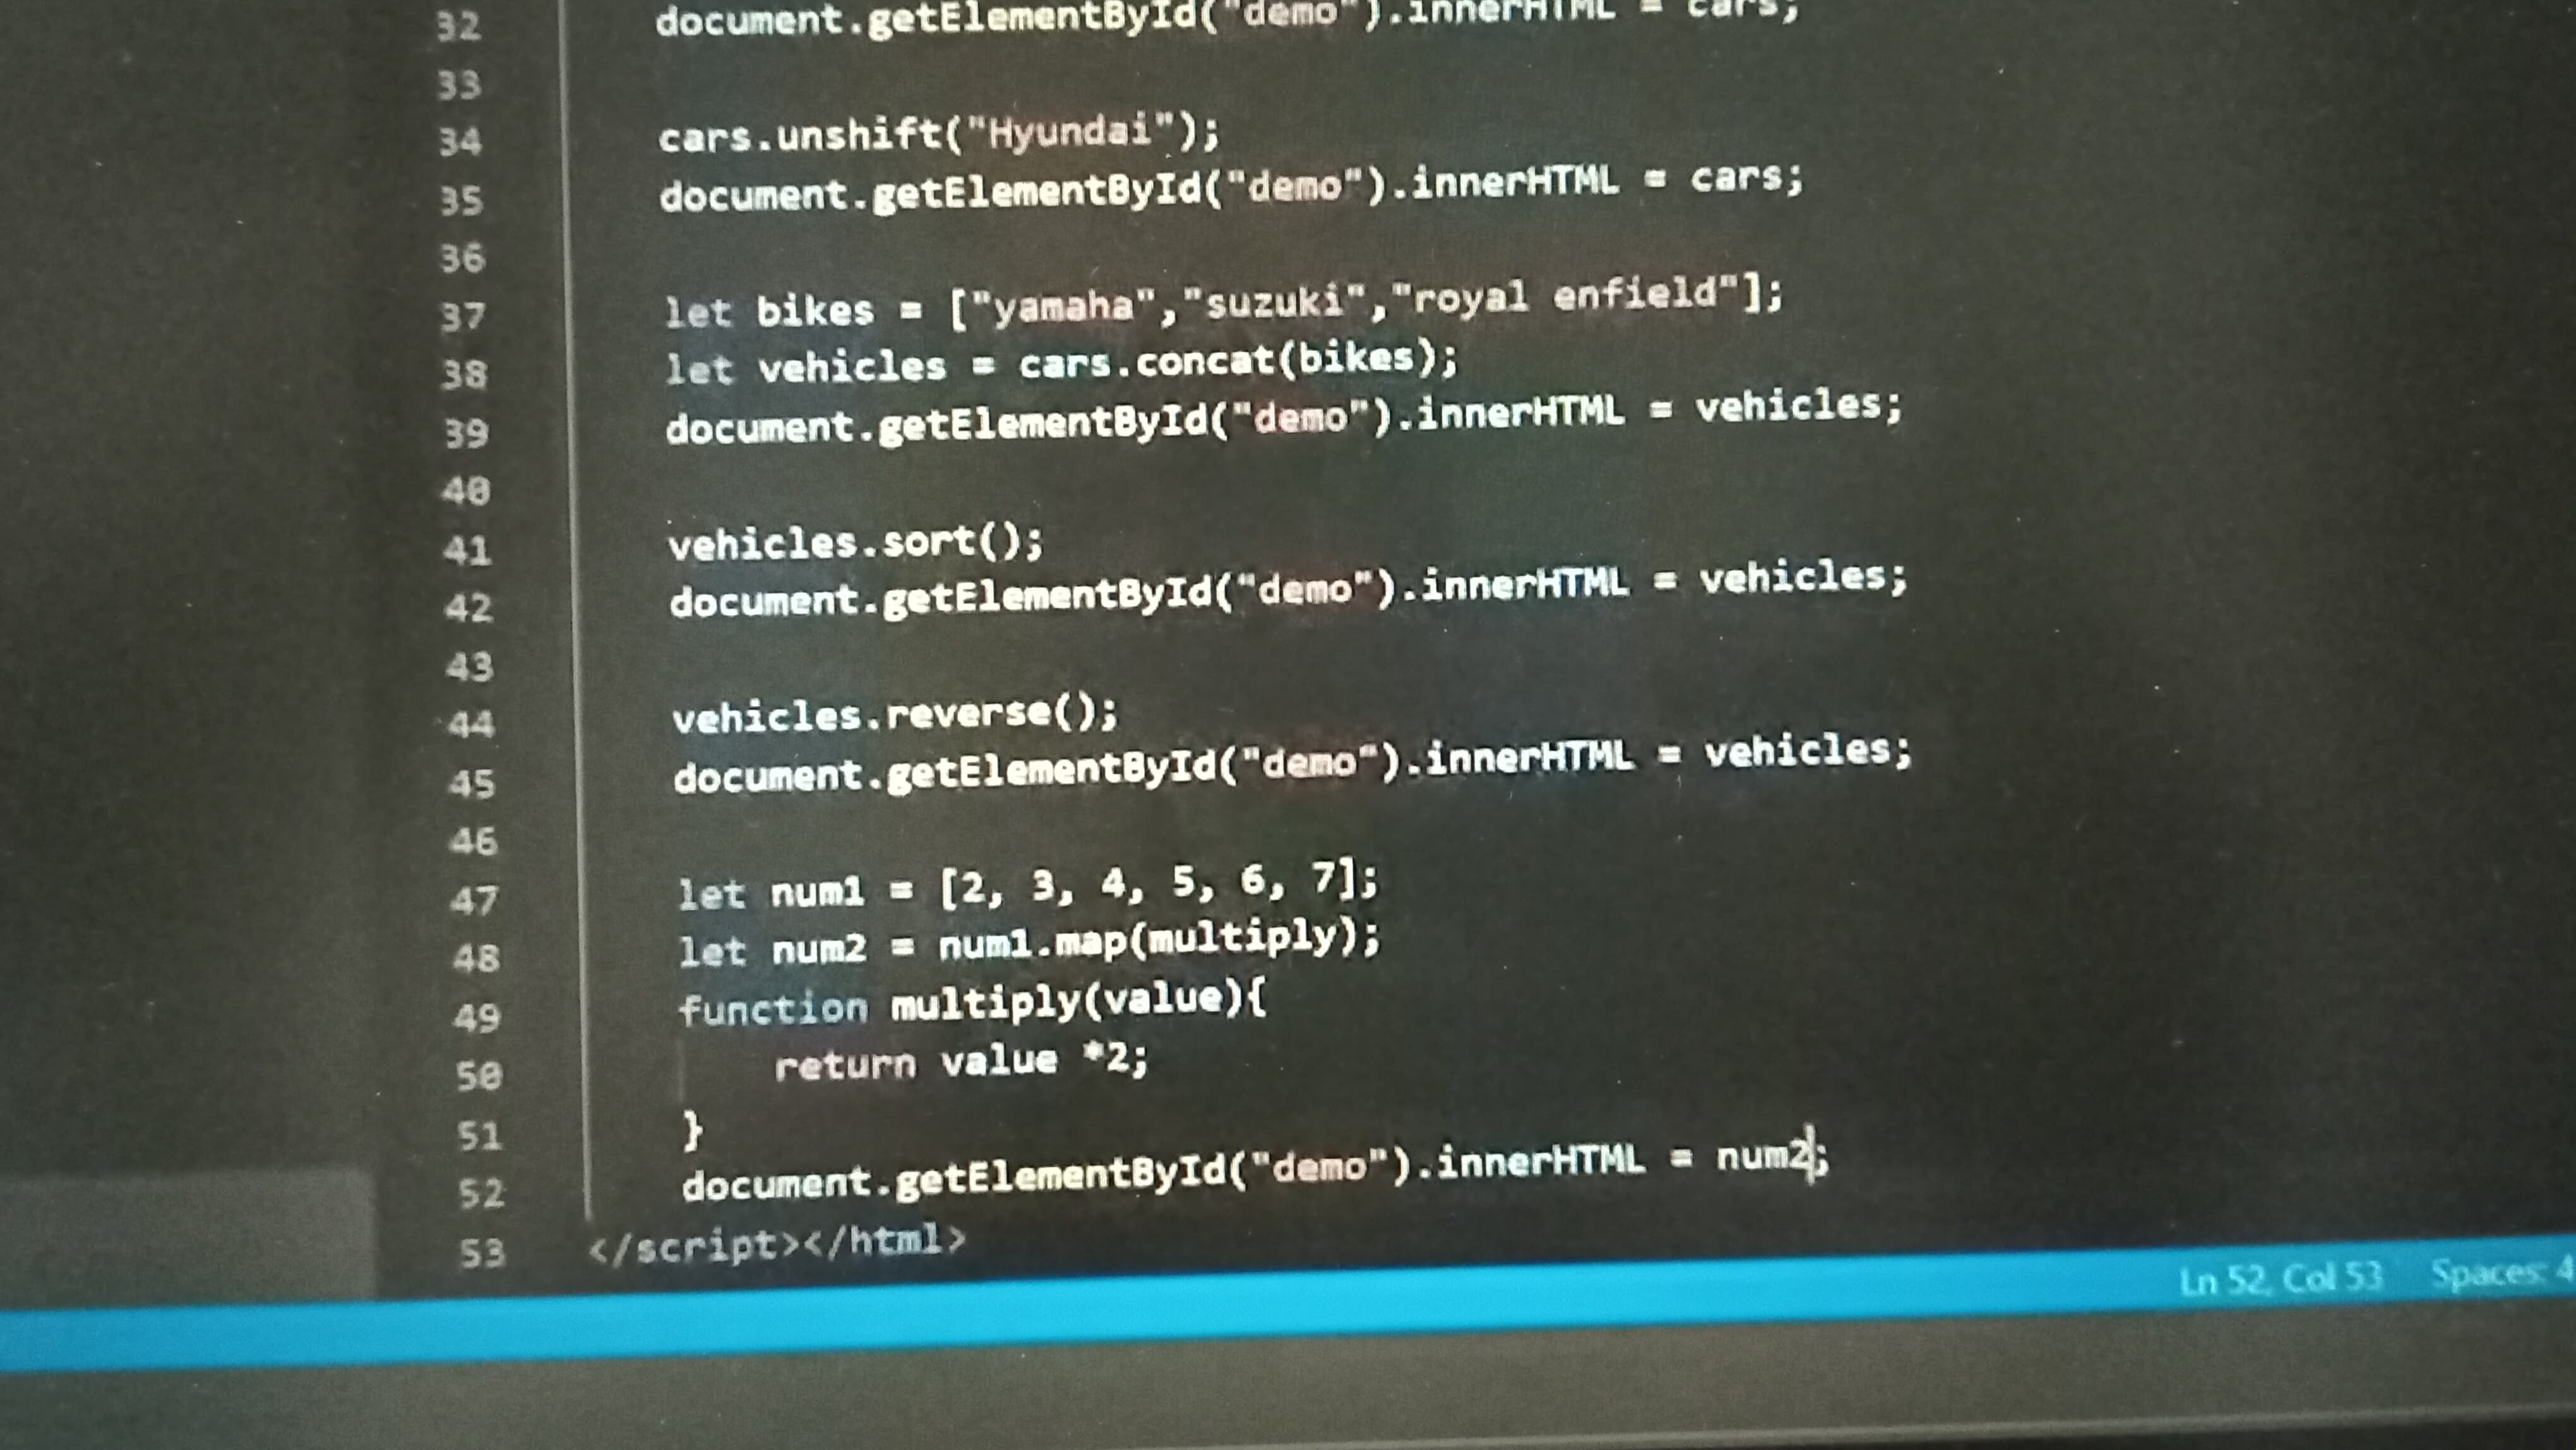 32 document.getElementById("demo").innerHTML = cars;
33
34 cars.unshift("Hyundai");
35 document.getElementById("demo").innerHTML = cars;
36
37 let bikes = ["yamaha","suzuki","royal enfield"];
38 let vehicles = cars.concat(bikes);
39 document.getElementById("demo").innerHTML = vehicles;
40
41 vehicles.sort();
42 document.getElementById("demo").innerHTML = vehicles;
43
44 vehicles.reverse();
45 document.getElementById("demo").innerHTML = vehicles;
46
47 let num1 = [2, 3, 4, 5, 6, 7];
48 let num2 = num1.map(multiply);
49 function multiply(value){
50 return value *2;
51 }
52 document.getElementById("demo").innerHTML = num2;
53 </script></html>
Ln 52, Col 53 Spaces: 4